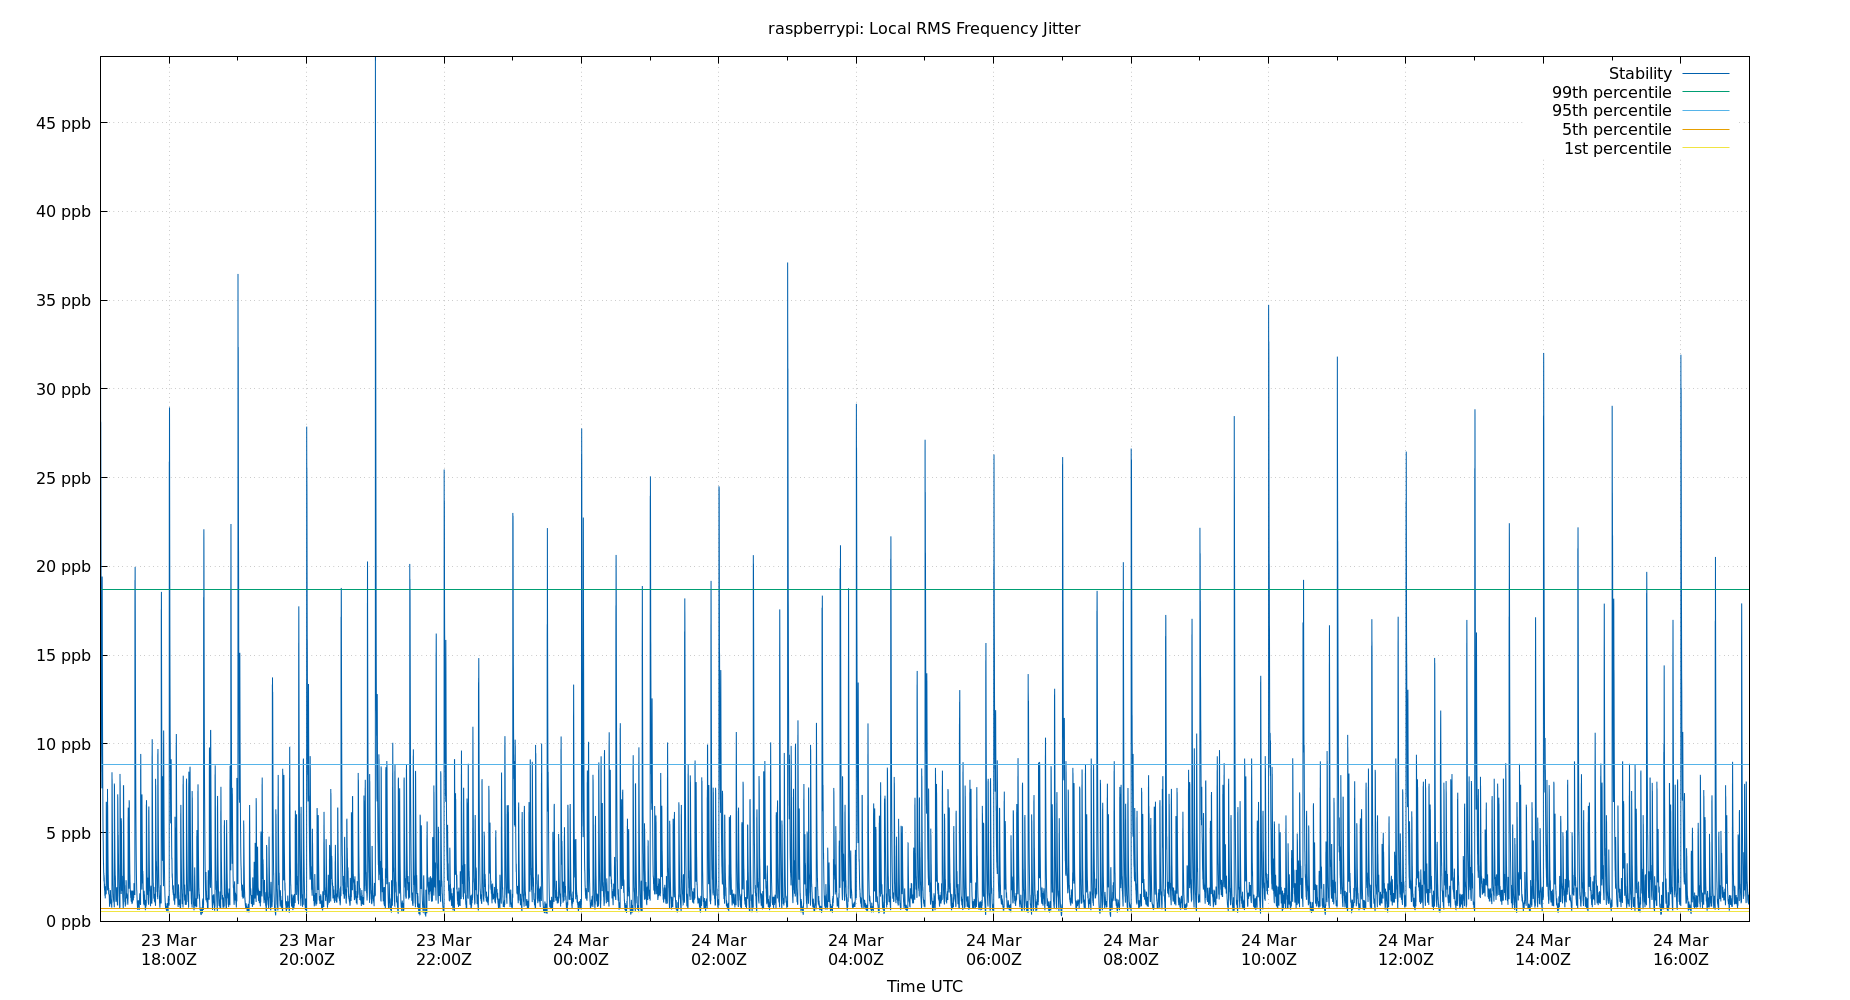 raspberrypi: Local RMS Frequency Jitter
Stability
99th percentile
95th percentile
5th percentile
1st percentile
45 ppb
40 ppb
35 ppb
30 ppb
25 ppb
20 ppb
15 ppb
10 ppb
5 ppb
0 ppb
23 Mar 23 Mar 23 Mar 24 Mar 24 Mar 24 Mar 24 Mar 24 Mar 24 Mar 24 Mar 24 Mar 24 Mar
18:00Z 20:00Z 22:00Z 00:00Z 02:00Z 04:00Z 06:00Z 08:00Z 10:00Z 12:00Z 14:00Z 16:00Z
Time UTC